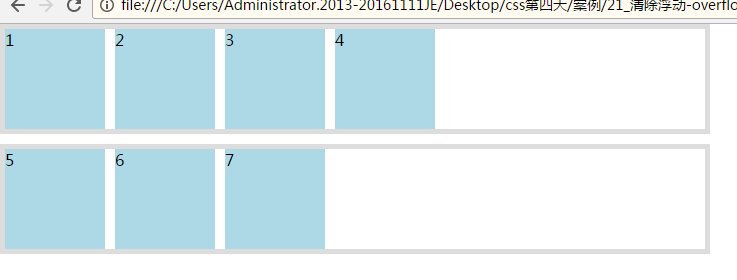 file:///C:/Users/Administrator.2013-20161111JE/Desktop/css第四天/案例/21_清除浮动-overflo
1 2 3 4
5 6 7